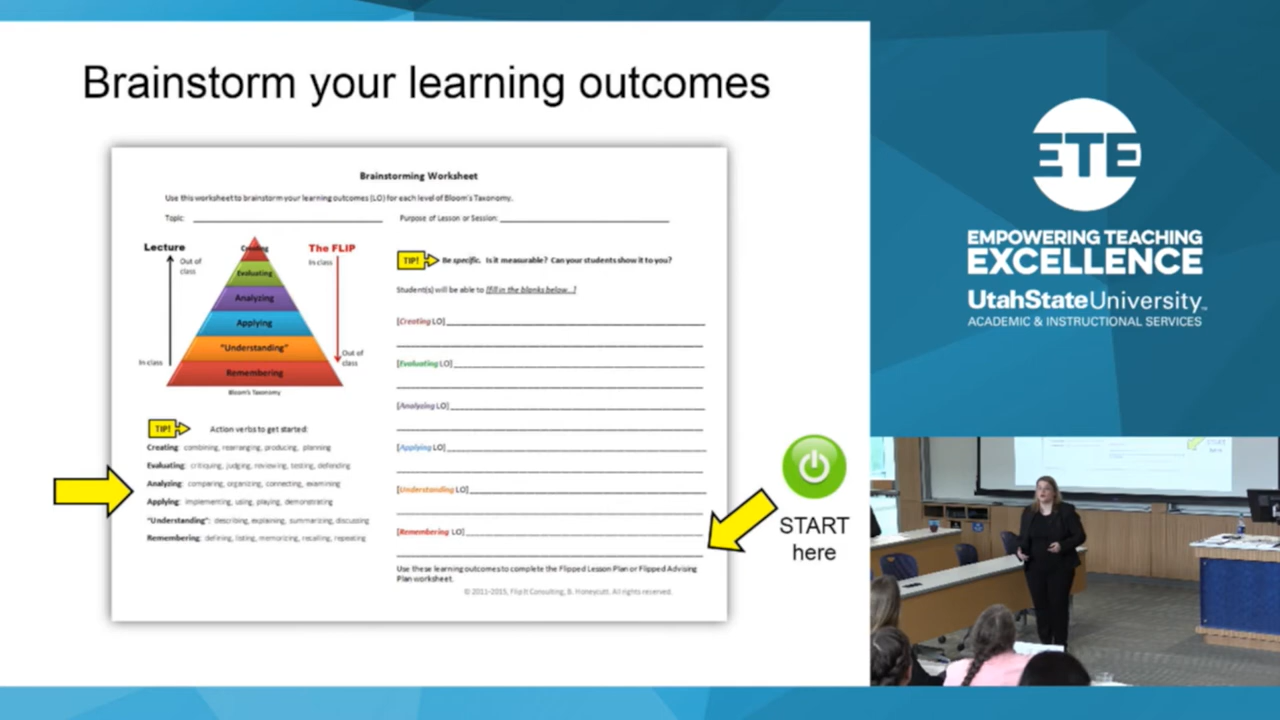 Brainstorm your learning outcomes
Brainstorming Worksheet
Use this worksheet to brainstorm your learning outcomes (LO) for each level of Bloom's Taxonomy.
Topic: Purpose of Lesson or Session:
Lecture
Out of class
In class
Creating
Evaluating
Analyzing
Applying
"Understanding"
Remembering
Bloom's Taxonomy
The FLIP
In class
Out of class
TIP! Action verbs to get started:
Creating: combining, rearranging, producing, planning
Evaluating: critiquing, judging, reviewing, testing, defending
Analyzing: comparing, organizing, connecting, examining
Applying: implementing, using, playing, demonstrating
"Understanding": describing, explaining, summarizing, discussing
Remembering: defining, listing, memorizing, recalling, repeating
TIP! Be specific. Is it measurable? Can your students show it to you?
Student(s) will be able to [fill in the blanks below...]
[Creating LO]
[Evaluating LO]
[Analyzing LO]
[Applying LO]
[Understanding LO]
[Remembering LO]
Use these learning outcomes to complete the Flipped Lesson Plan or Flipped Advising
Plan worksheet.
© 2011-2015, FlipIt Consulting, B. Honeycutt. All rights reserved.
START
here
ETE
EMPOWERING TEACHING
EXCELLENCE
UtahStateUniversity
ACADEMIC & INSTRUCTIONAL SERVICES
START
here